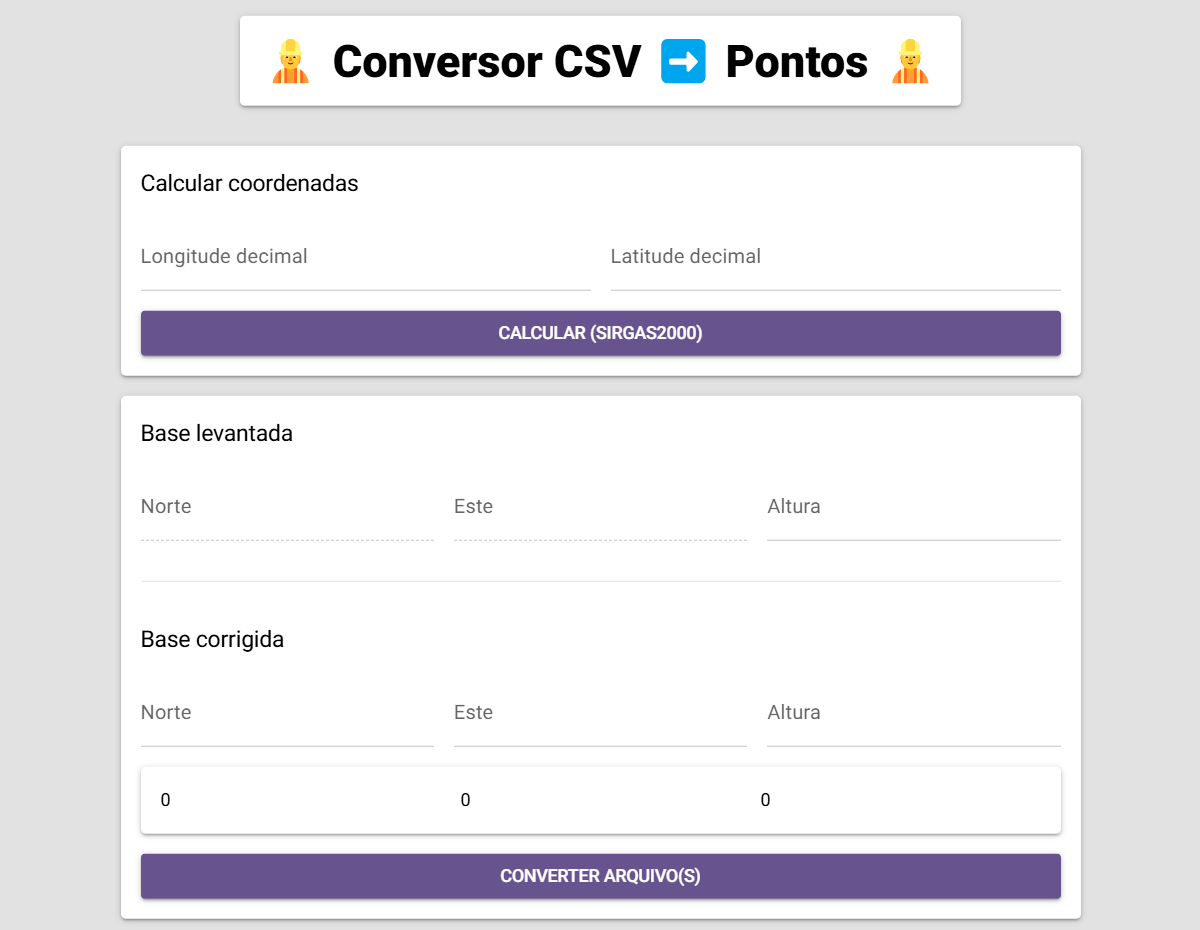 Conversor CSV ➡️ Pontos
Calcular coordenadas
Longitude decimal Latitude decimal
CALCULAR (SIRGAS2000)
Base levantada
Norte Este Altura
Base corrigida
Norte Este Altura
0 0 0
CONVERTER ARQUIVO(S)